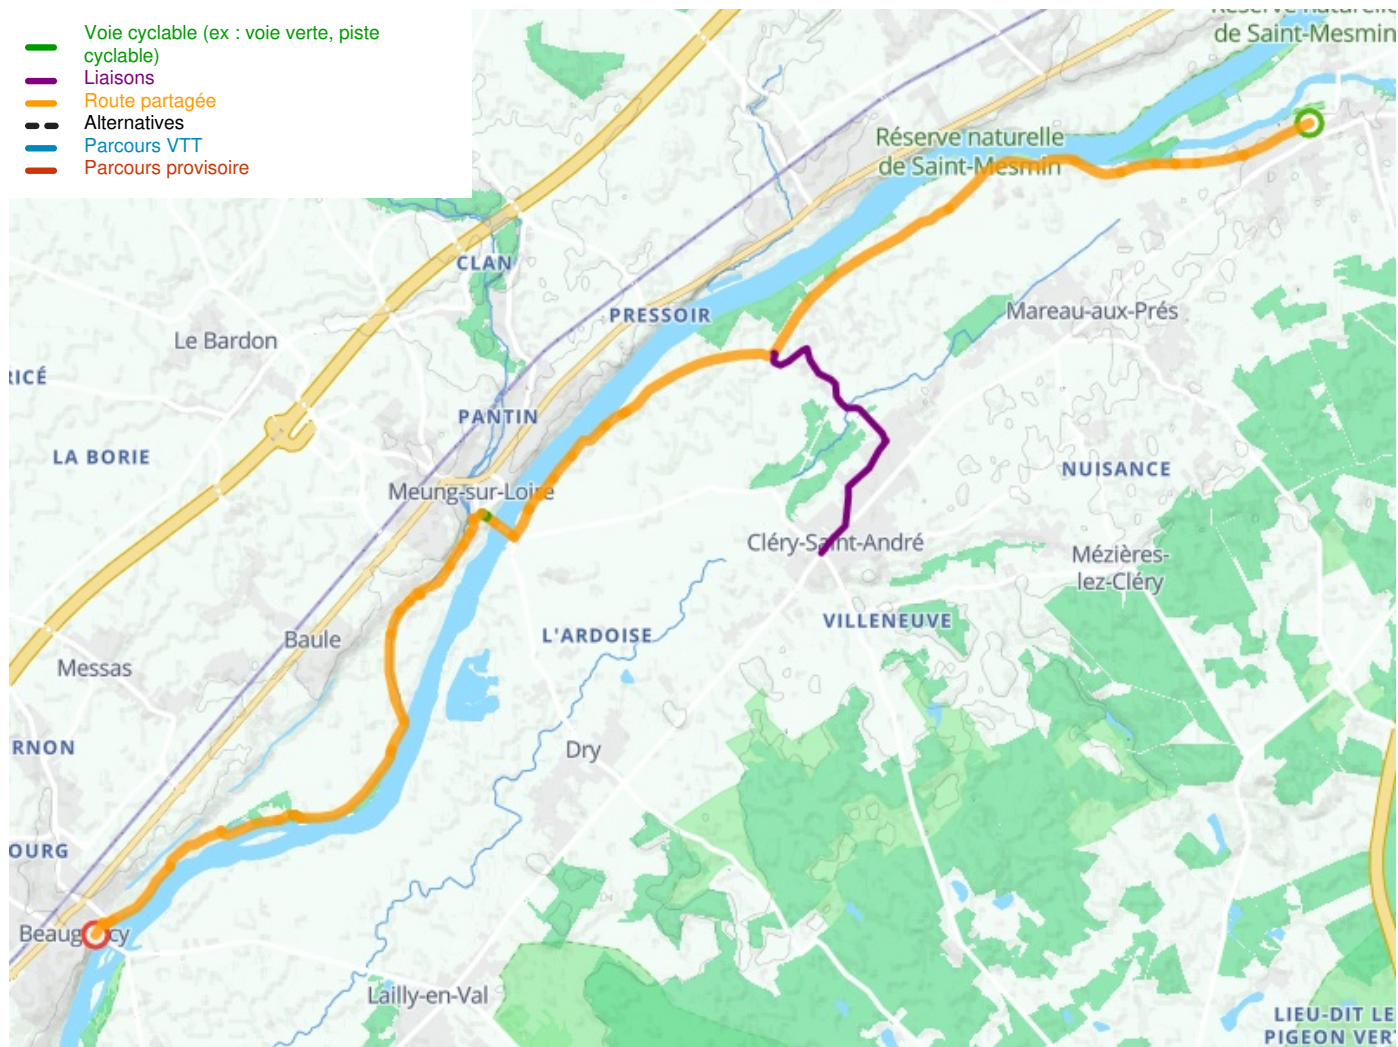 Voie cyclable (ex : voie verte, piste
cyclable)
Liaisons
Route partagée
Alternatives
Parcours VTT
Parcours provisoire
de Saint-Mesmin
Réserve naturelle
de Saint-Mesmin
CLAN
PRESSOIR
Mareau-aux-Prés
Le Bardon
RICÉ
PANTIN
LA BORIE
NUISANCE
Meung-sur-Loire
Cléry-Saint-André
Mézières-
lez-Cléry
VILLENEUVE
L'ARDOISE
Baule
Messas
RNON
Dry
OURG
Beaug cy
Lailly-en-Val
LIEU-DIT LE
PIGEON VER